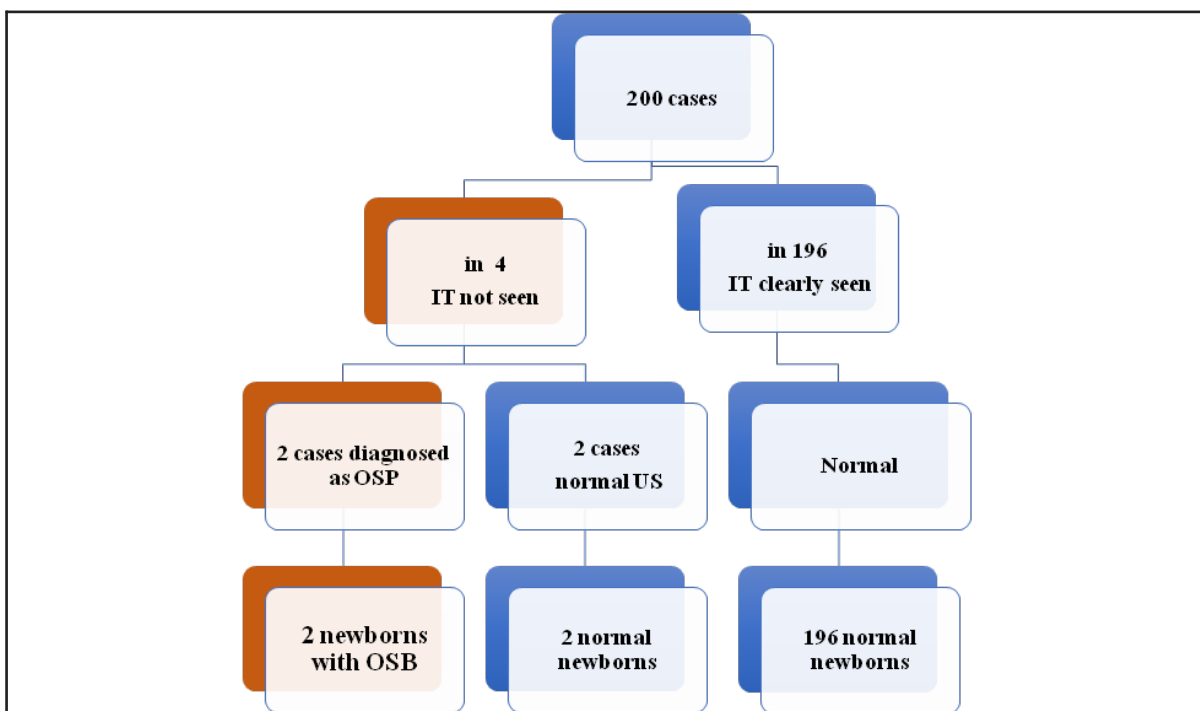 200 cases
in 4
IT not seen
in 196
IT clearly seen
2 cases diagnosed
as OSP
2 cases
normal US
Normal
2 newborns
with OSB
2 normal
newborns
196 normal
newborns